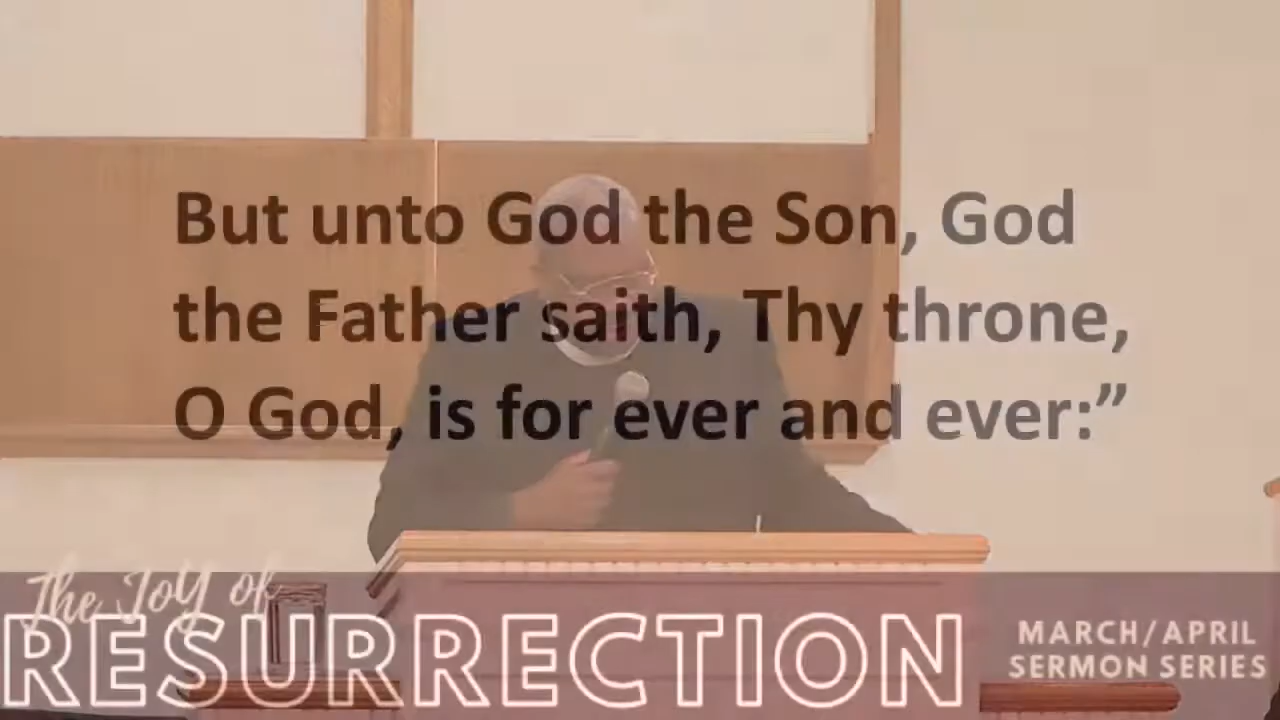 But unto God the Son, God
the Father saith, Thy throne,
O God, is for ever and ever:”
The Joy of
RESURRECTION
MARCH/APRIL
SERMON SERIES